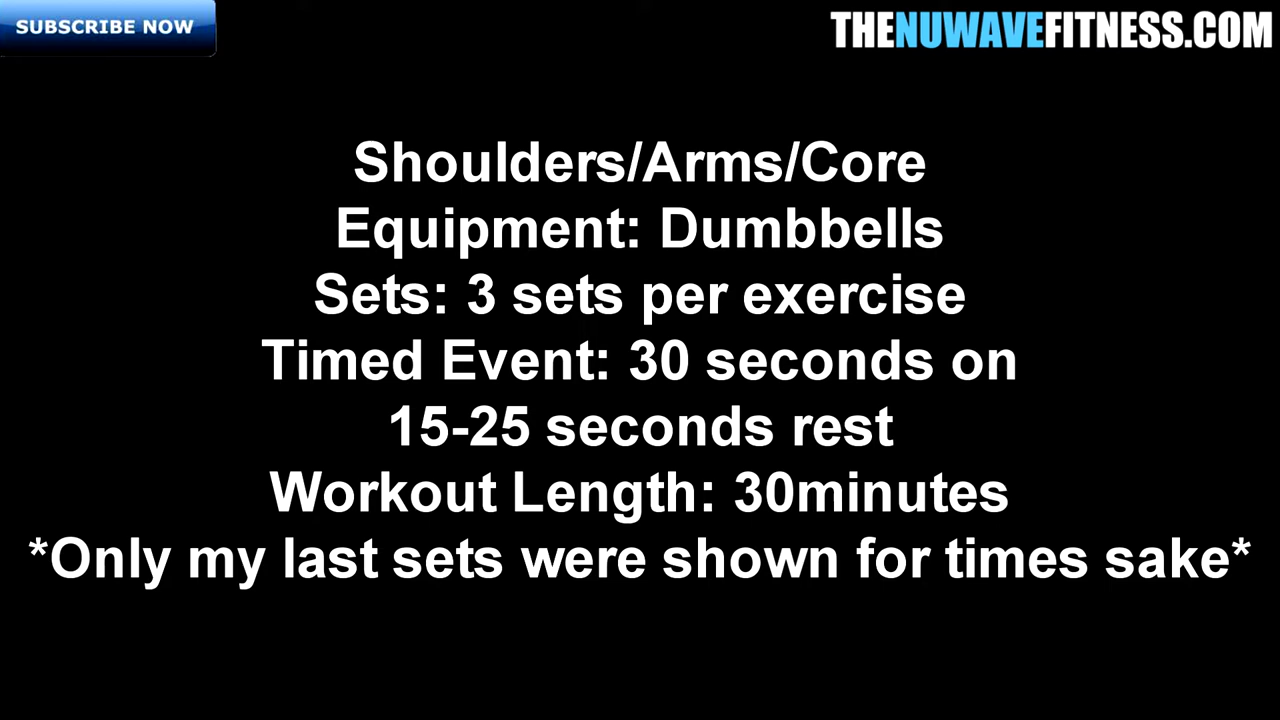 SUBSCRIBE NOW
THENUWAVEFITNESS.COM
Shoulders/Arms/Core
Equipment: Dumbbells
Sets: 3 sets per exercise
Timed Event: 30 seconds on
15-25 seconds rest
Workout Length: 30minutes
*Only my last sets were shown for times sake*